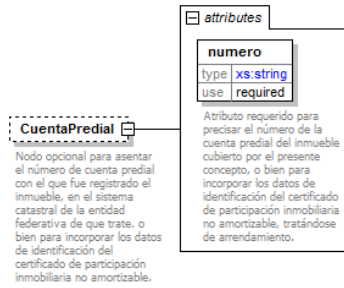 attributes
numero
type xs:string
use required
Atributo requerido para
precisar el número de la
cuenta predial del inmueble
cubierto por el presente
concepto, o bien para
incorporar los datos de
identificación del certificado
de participación inmobiliaria
no amortizable, tratándose
de arrendamiento.
CuentaPredial
Nodo opcional para asentar
el número de cuenta predial
con el que fue registrado el
inmueble, en el sistema
catastral de la entidad
federativa de que trate. o
bien para incorporar los datos
de identificación del
certificado de participación
inmobiliaria no amortizable.